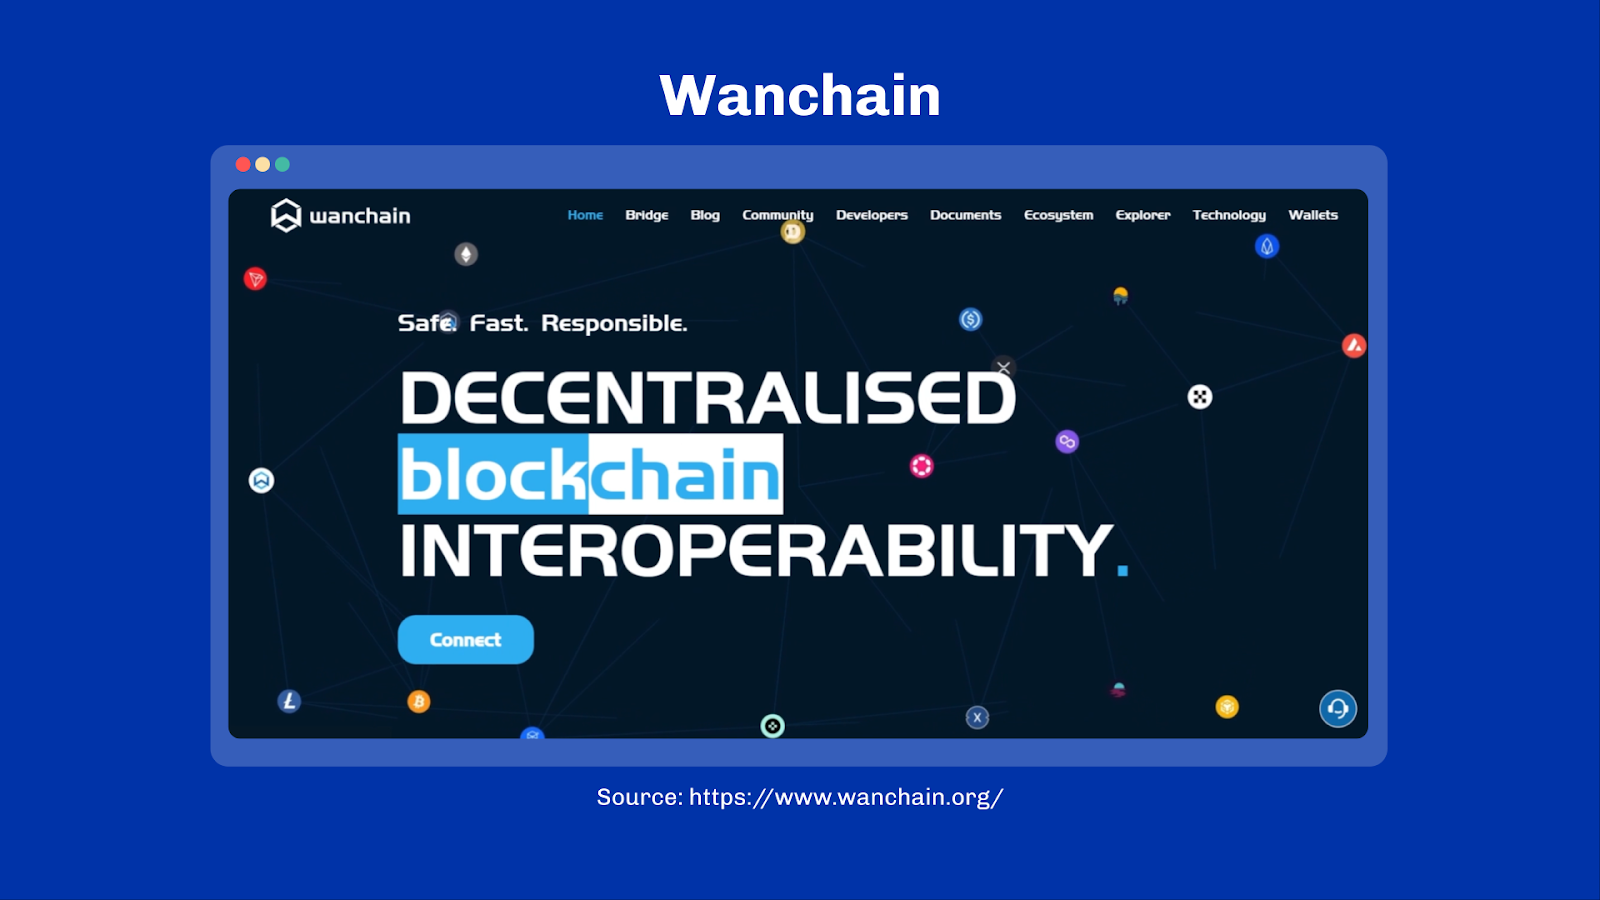 Wanchain
wanchain
Home Bridge Blog Community Developers Documents Ecosystem Explorer Technology Wallets
Safe. Fast. Responsible.
DECENTRALISED
blockchain
INTEROPERABILITY.
Connect
Source: https://www.wanchain.org/